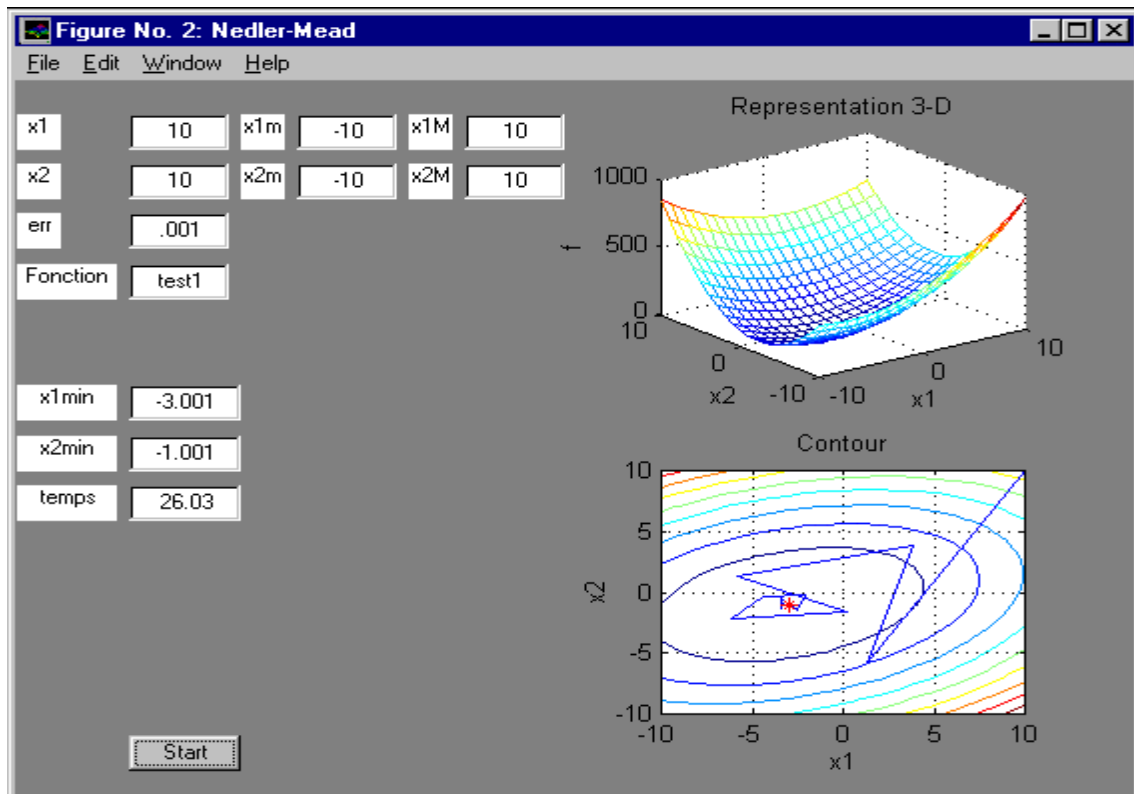 Figure No. 2: Nedler-Mead
File Edit Window Help
x1 10 x1m -10 x1M 10
x2 10 x2m -10 x2M 10
err .001
Fonction test1
x1min -3.001
x2min -1.001
temps 26.03
Start
Representation 3-D
1000
500
0
f
10
0
-10
x2
-10
0
10
x1
Contour
10
5
0
-5
-10
x2
-10 -5 0 5 10
x1